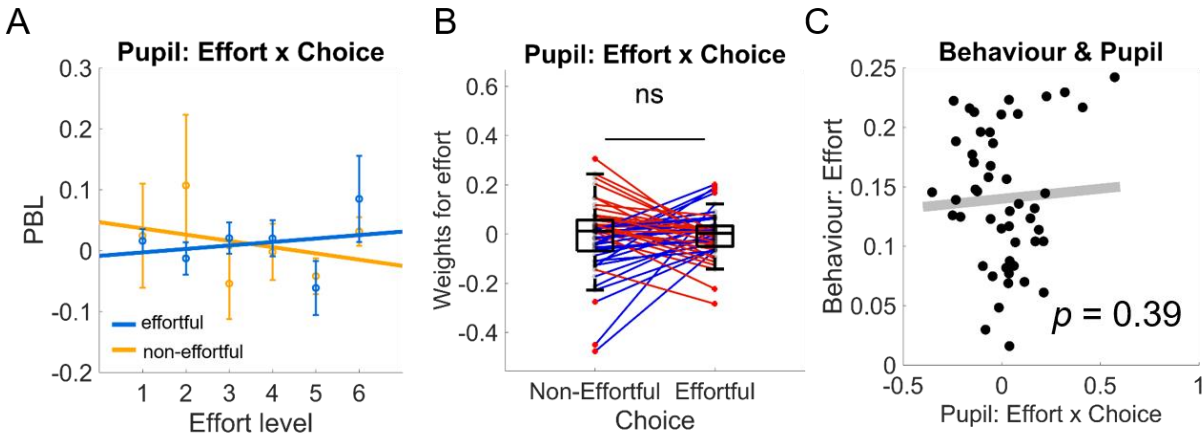 A
Pupil: Effort x Choice
0.3
0.2
0.1
0
-0.1
-0.2
PBL
effortful
non-effortful
1 2 3 4 5 6
Effort level
B
Pupil: Effort x Choice
ns
0.6
0.4
0.2
0
-0.2
-0.4
Weights for effort
Non-Effortful Effortful
Choice
C
Behaviour & Pupil
0.25
0.2
0.15
0.1
0.05
0
Behaviour: Effort
p = 0.39
-0.5 0 0.5 1
Pupil: Effort x Choice